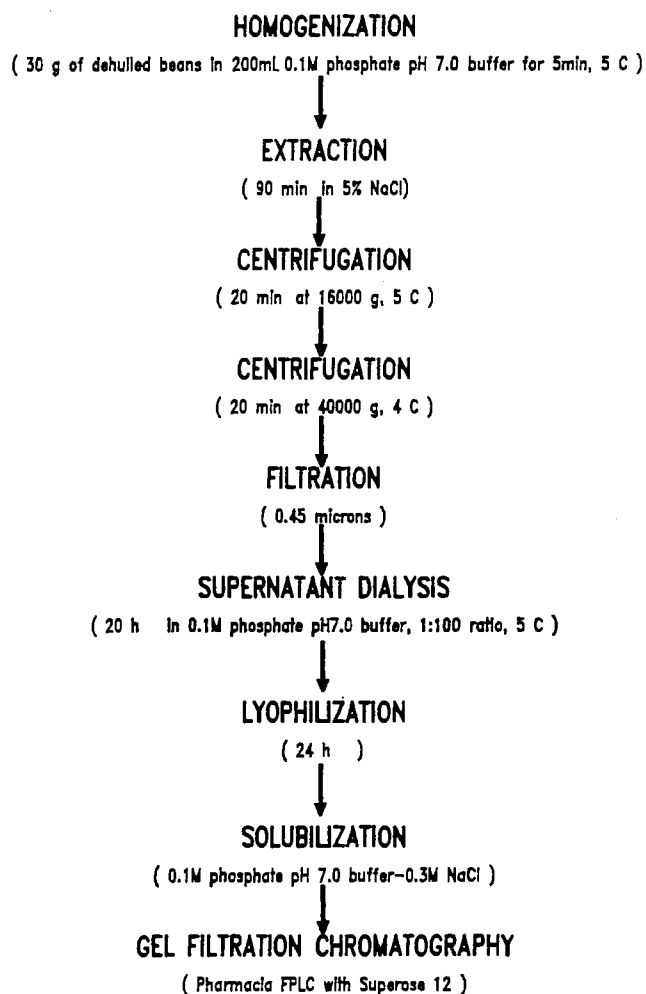 HOMOGENIZATION
( 30 g of dehulled beans in 200mL 0.1M phosphate pH 7.0 buffer for 5min, 5 C )
EXTRACTION
( 90 min in 5% NaCl)
CENTRIFUGATION
( 20 min at 16000 g, 5 C )
CENTRIFUGATION
( 20 min at 40000 g, 4 C )
FILTRATION
( 0.45 microns )
SUPERNATANT DIALYSIS
( 20 h in 0.1M phosphate pH7.0 buffer, 1:100 ratio, 5 C )
LYOPHILIZATION
( 24 h )
SOLUBILIZATION
( 0.1M phosphate pH 7.0 buffer-0.3M NaCl )
GEL FILTRATION CHROMATOGRAPHY
( Pharmacia FPLC with Superose 12 )